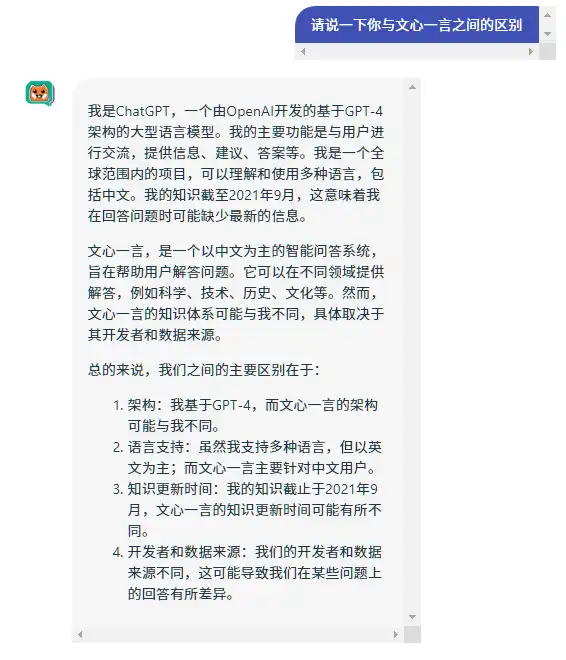 请说一下你与文心一言之间的区别
我是ChatGPT，一个由OpenAI开发的基于GPT-4
架构的大型语言模型。我的主要功能是与用户进
行交流，提供信息、建议、答案等。我是一个全
球范围内的项目，可以理解和使用多种语言，包
括中文。我的知识截至2021年9月，这意味着我
在回答问题时可能缺少最新的信息。
文心一言，是一个以中文为主的智能问答系统，
旨在帮助用户解答问题。它可以在不同领域提供
解答，例如科学、技术、历史、文化等。然而，
文心一言的知识体系可能与我不同，具体取决于
其开发者和数据来源。
总的来说，我们之间的主要区别在于：
1. 架构：我基于GPT-4，而文心一言的架构
可能与我不同。
2. 语言支持：虽然我支持多种语言，但以英
文为主；而文心一言主要针对中文用户。
3. 知识更新时间：我的知识截止于2021年9
月，文心一言的知识更新时间可能有所不
同。
4. 开发者和数据来源：我们的开发者和数据
来源不同，这可能导致我们在某些问题上
的回答有所差异。